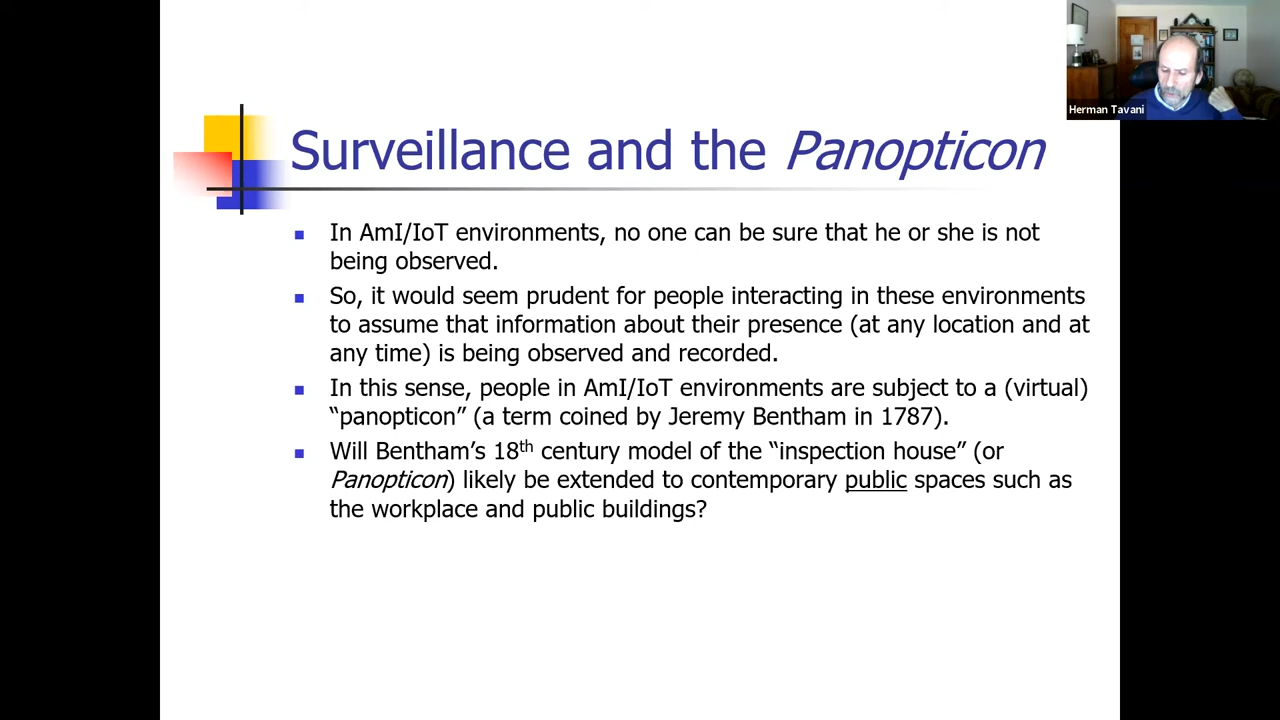 Herman Tavani
Surveillance and the Panopticon
In AmI/IoT environments, no one can be sure that he or she is not
being observed.
So, it would seem prudent for people interacting in these environments
to assume that information about their presence (at any location and at
any time) is being observed and recorded.
In this sense, people in AmI/IoT environments are subject to a (virtual)
“panopticon” (a term coined by Jeremy Bentham in 1787).
Will Bentham’s 18th century model of the “inspection house” (or
Panopticon) likely be extended to contemporary public spaces such as
the workplace and public buildings?